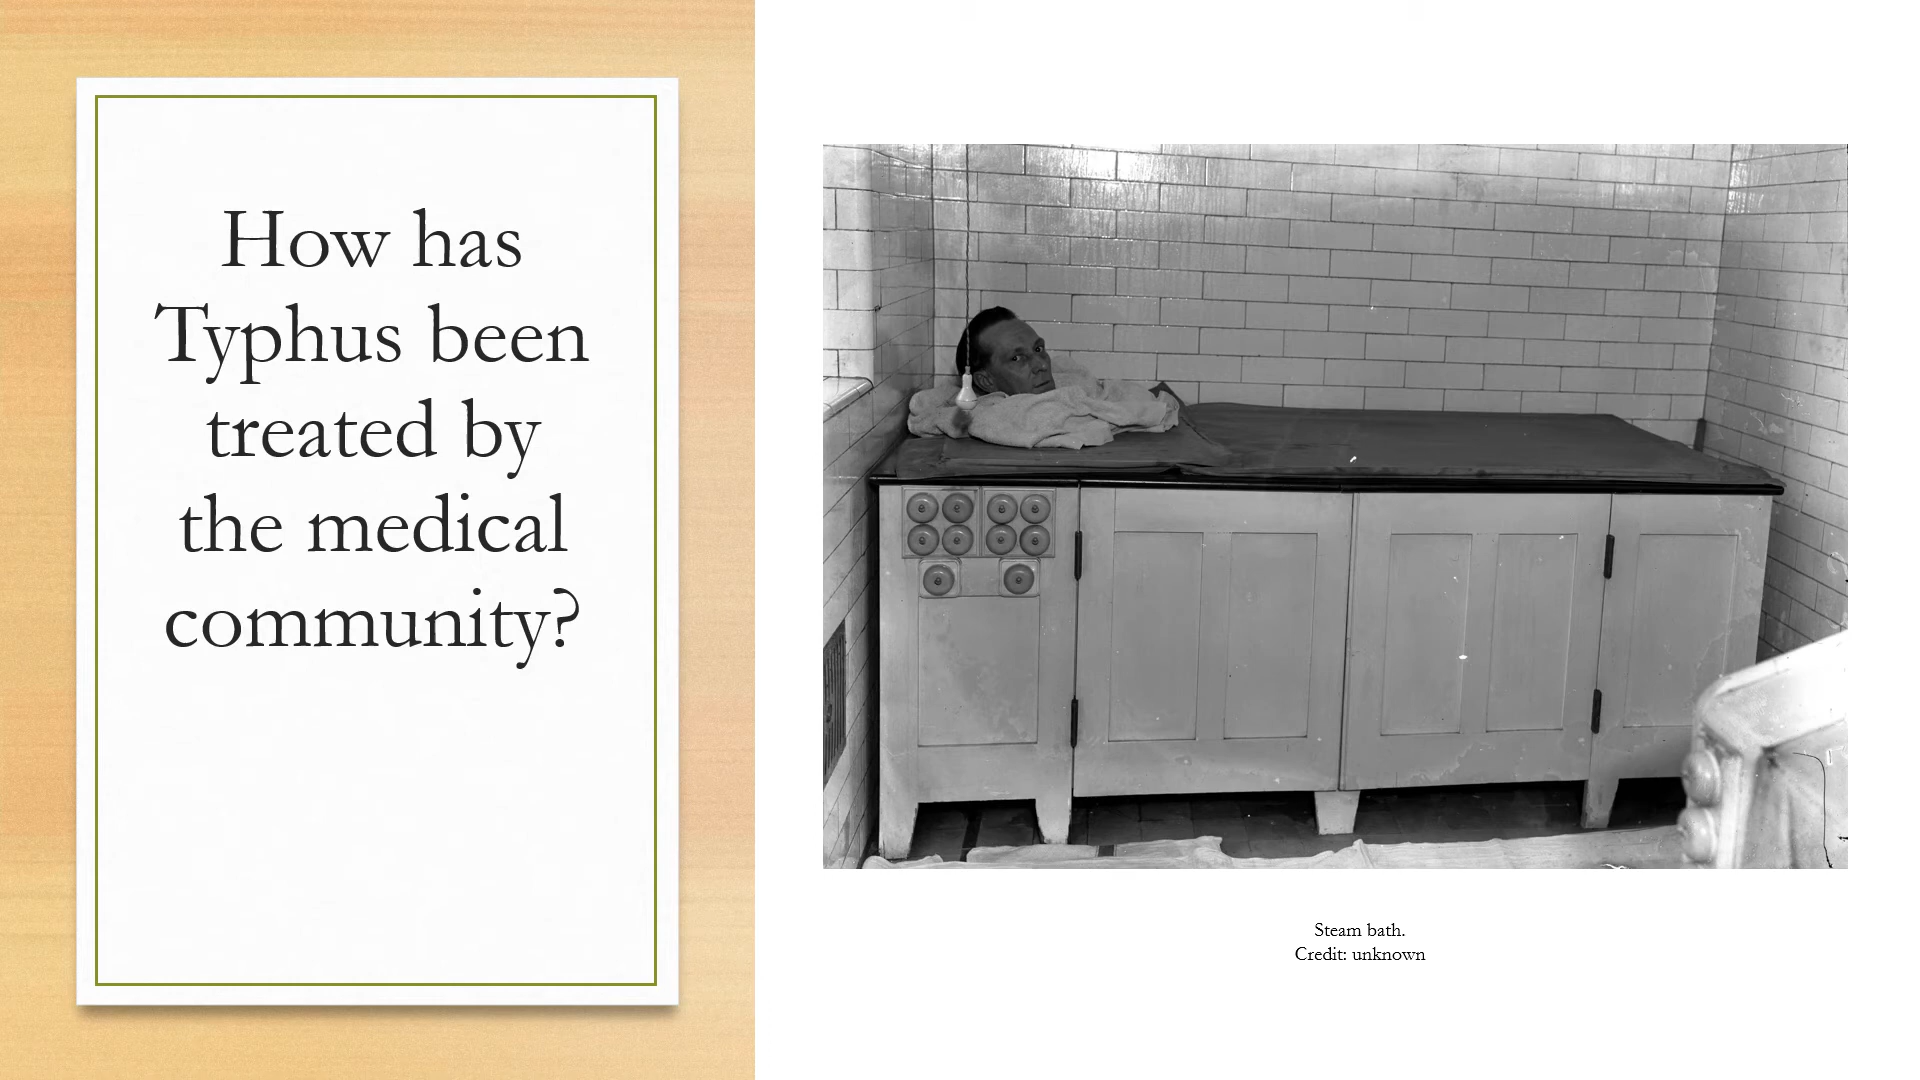 How has
Typhus been
treated by
the medical
community?
Steam bath.
Credit: unknown